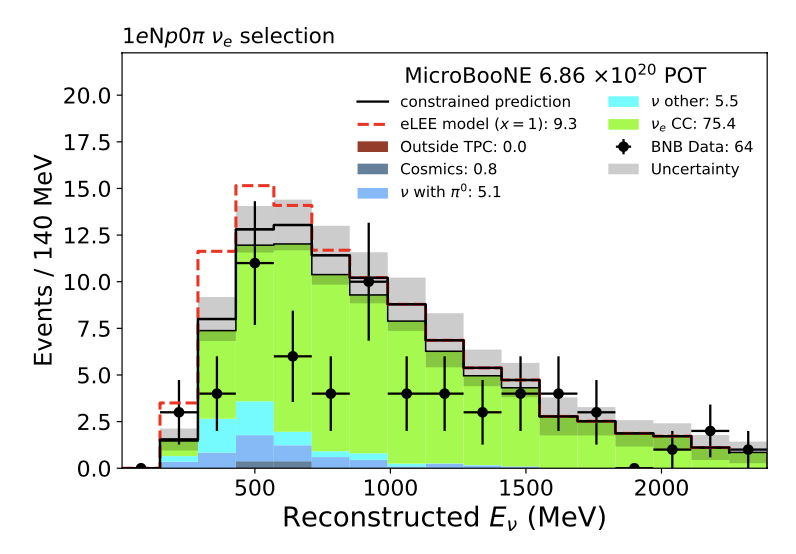 1eNp0π νe selection
MicroBooNE 6.86 ×10²⁰ POT
constrained prediction
eLEE model (x = 1): 9.3
Outside TPC: 0.0
Cosmics: 0.8
ν with π⁰: 5.1
ν other: 5.5
νe CC: 75.4
BNB Data: 64
Uncertainty
Events / 140 MeV
20.0
17.5
15.0
12.5
10.0
7.5
5.0
2.5
0.0
500 1000 1500 2000
Reconstructed Eν (MeV)